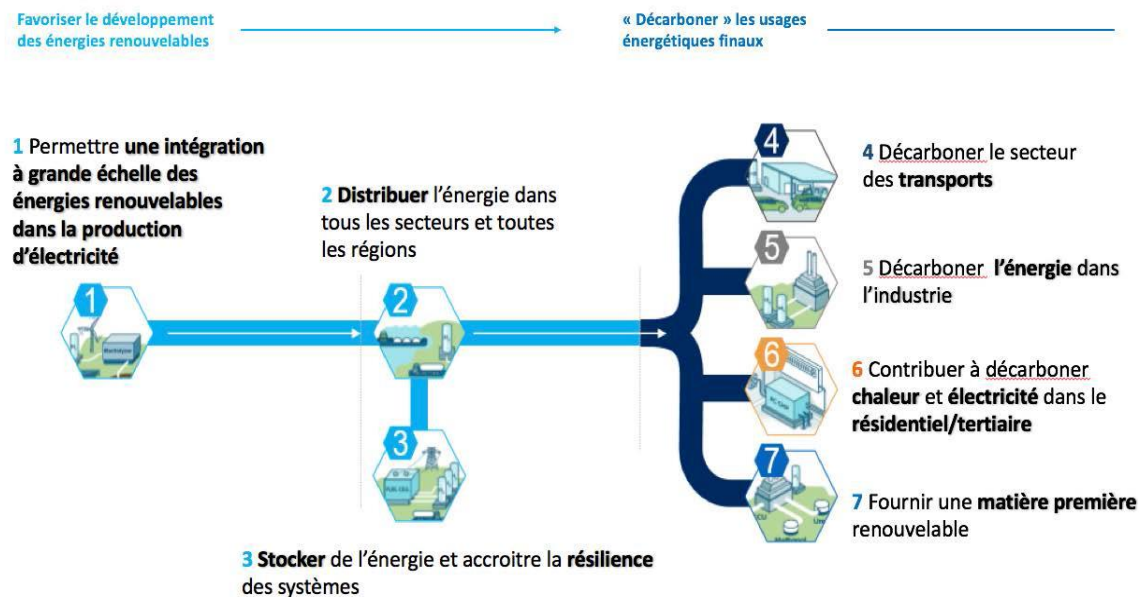 Favoriser le développement
des énergies renouvelables
« Décarboner » les usages
énergétiques finaux
1 Permettre une intégration
à grande échelle des
énergies renouvelables
dans la production
d’électricité
2 Distribuer l’énergie dans
tous les secteurs et toutes
les régions
3 Stocker de l’énergie et accroitre la résilience
des systèmes
4 Décarboner le secteur
des transports
5 Décarboner l’énergie dans
l’industrie
6 Contribuer à décarboner
chaleur et électricité dans le
résidentiel/tertiaire
7 Fournir une matière première
renouvelable
1
2
3
FUEL CELL
4
5
6
7